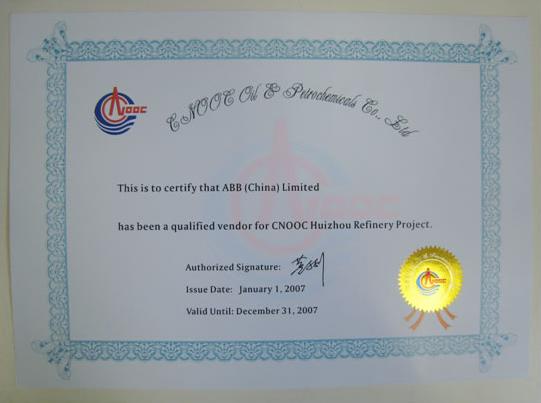 CNOOC Oil & Petrochemicals Co., Ltd
CNOOC
This is to certify that ABB (China) Limited
has been a qualified vendor for CNOOC Huizhou Refinery Project.
Authorized Signature:
Issue Date: January 1, 2007
Valid Until: December 31, 2007
CNOOC